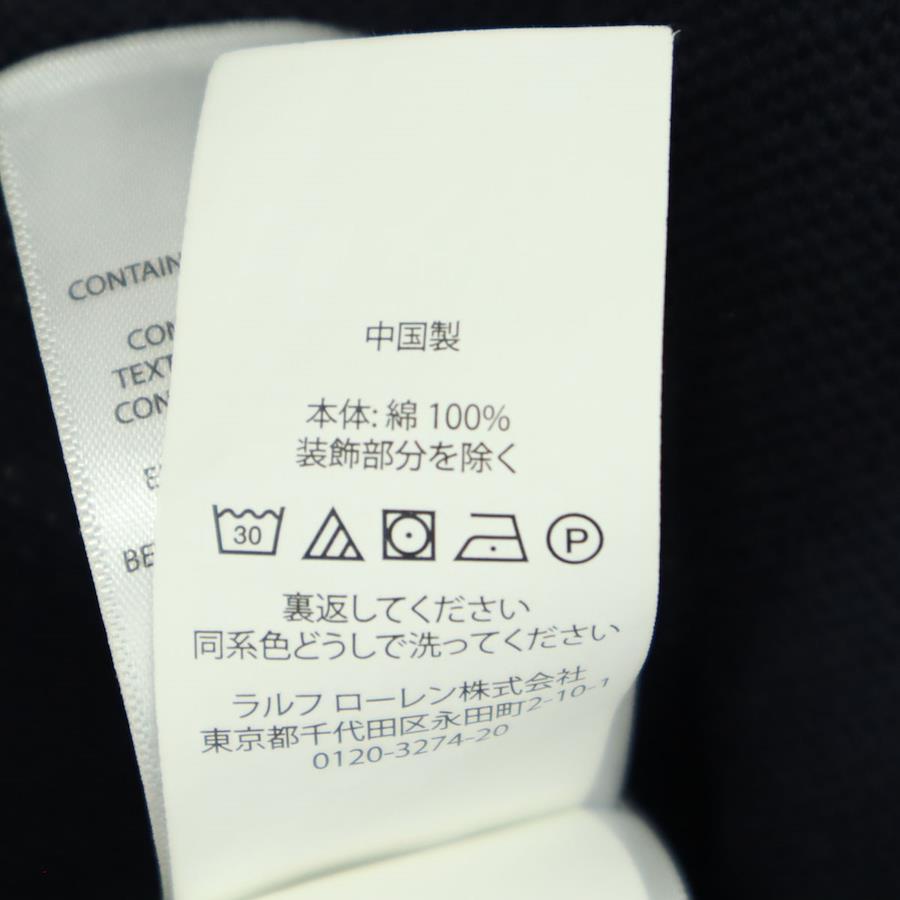 CONTAIN
CON
TEXT
CON
BE
中国製
本体: 綿 100%
装飾部分を除く
30
P
裏返してください
同系色どうしで洗ってください
ラルフ ローレン株式会社
東京都千代田区永田町2-10-1
0120-3274-20